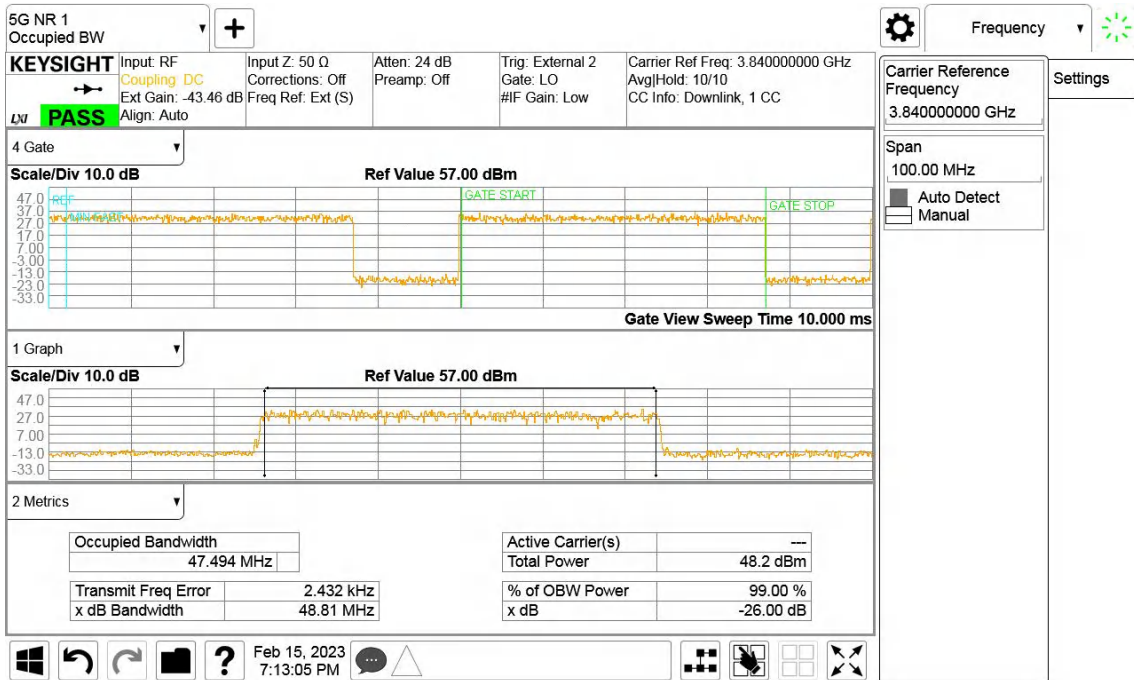 5G NR 1
Occupied BW
Frequency
KEYSIGHT
LXI
PASS
Input: RF
Coupling: DC
Ext Gain: -43.46 dB
Align: Auto
Input Z: 50 Ω
Corrections: Off
Freq Ref: Ext (S)
Atten: 24 dB
Preamp: Off
Trig: External 2
Gate: LO
#IF Gain: Low
Carrier Ref Freq: 3.840000000 GHz
Avg|Hold: 10/10
CC Info: Downlink, 1 CC
Carrier Reference
Frequency
3.840000000 GHz
Settings
Span
100.00 MHz
Auto Detect
Manual
4 Gate
Scale/Div 10.0 dB Ref Value 57.00 dBm
REF
GATE START
GATE STOP
47.0
37.0
27.0
17.0
7.00
-3.00
-13.0
-23.0
-33.0
Gate View Sweep Time 10.000 ms
1 Graph
Scale/Div 10.0 dB Ref Value 57.00 dBm
47.0
27.0
7.00
-13.0
-33.0
2 Metrics
Occupied Bandwidth
47.494 MHz
Transmit Freq Error 2.432 kHz
x dB Bandwidth 48.81 MHz
Active Carrier(s) ---
Total Power 48.2 dBm
% of OBW Power 99.00 %
x dB -26.00 dB
Feb 15, 2023
7:13:05 PM